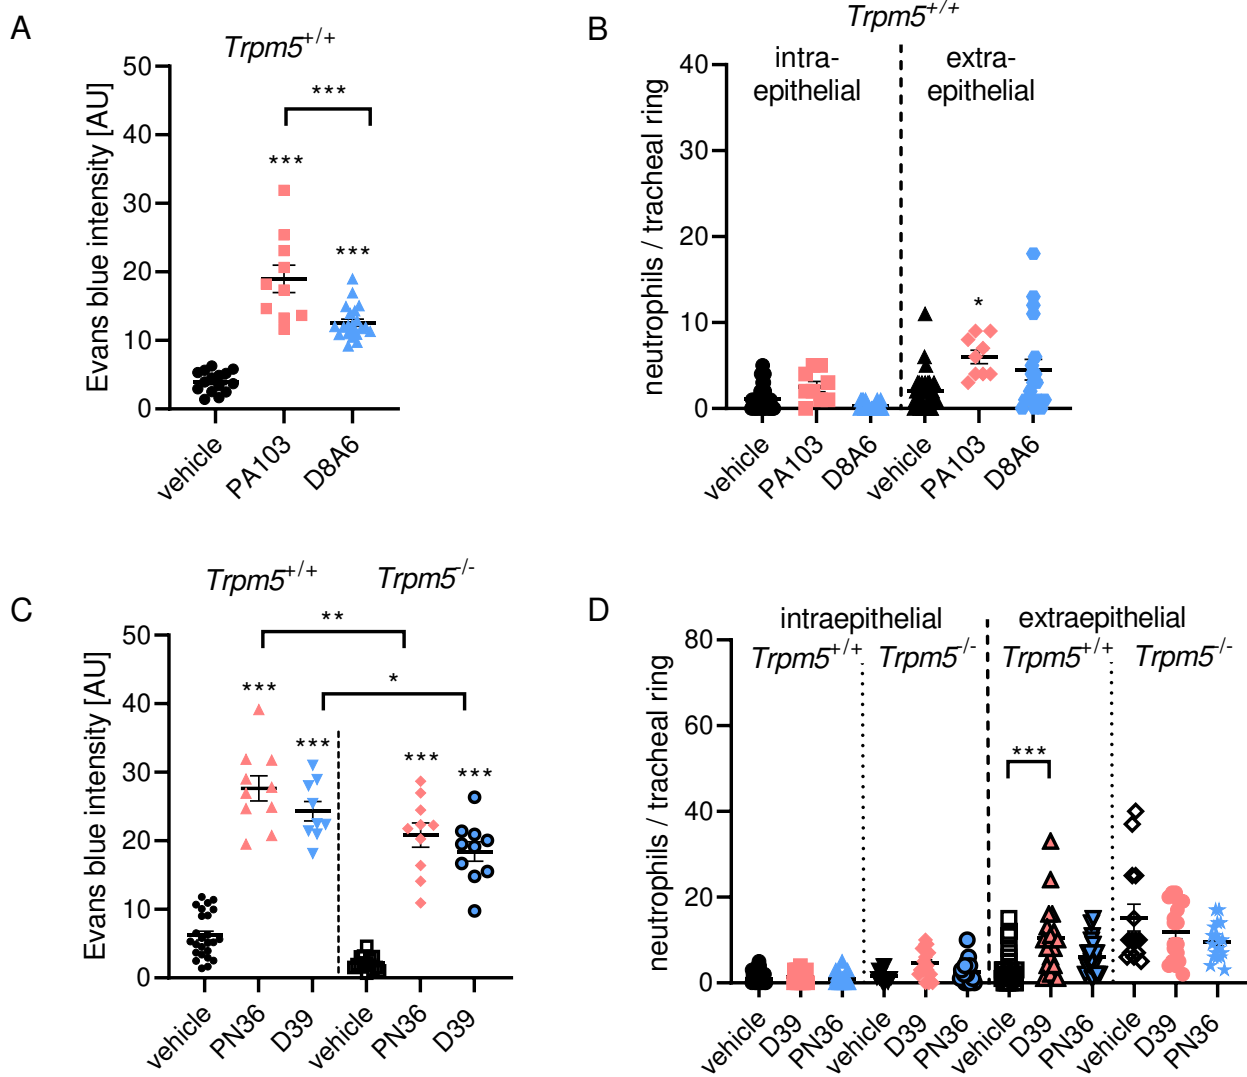 A
Trpm5+/+
Evans blue intensity [AU]
50
40
30
20
10
0
***
***
***
vehicle
PA103
D8A6
B
Trpm5+/+
neutrophils / tracheal ring
40
30
20
10
0
intra-
epithelial
extra-
epithelial
*
vehicle
PA103
D8A6
vehicle
PA103
D8A6
C
Trpm5+/+
Trpm5-/-
Evans blue intensity [AU]
50
40
30
20
10
0
**
*
***
***
***
***
vehicle
PN36
D39
vehicle
PN36
D39
D
intraepithelial
extraepithelial
Trpm5+/+
Trpm5-/-
Trpm5+/+
Trpm5-/-
neutrophils / tracheal ring
80
60
40
20
0
***
vehicle
D39
PN36
vehicle
D39
PN36
vehicle
D39
PN36
vehicle
D39
PN36